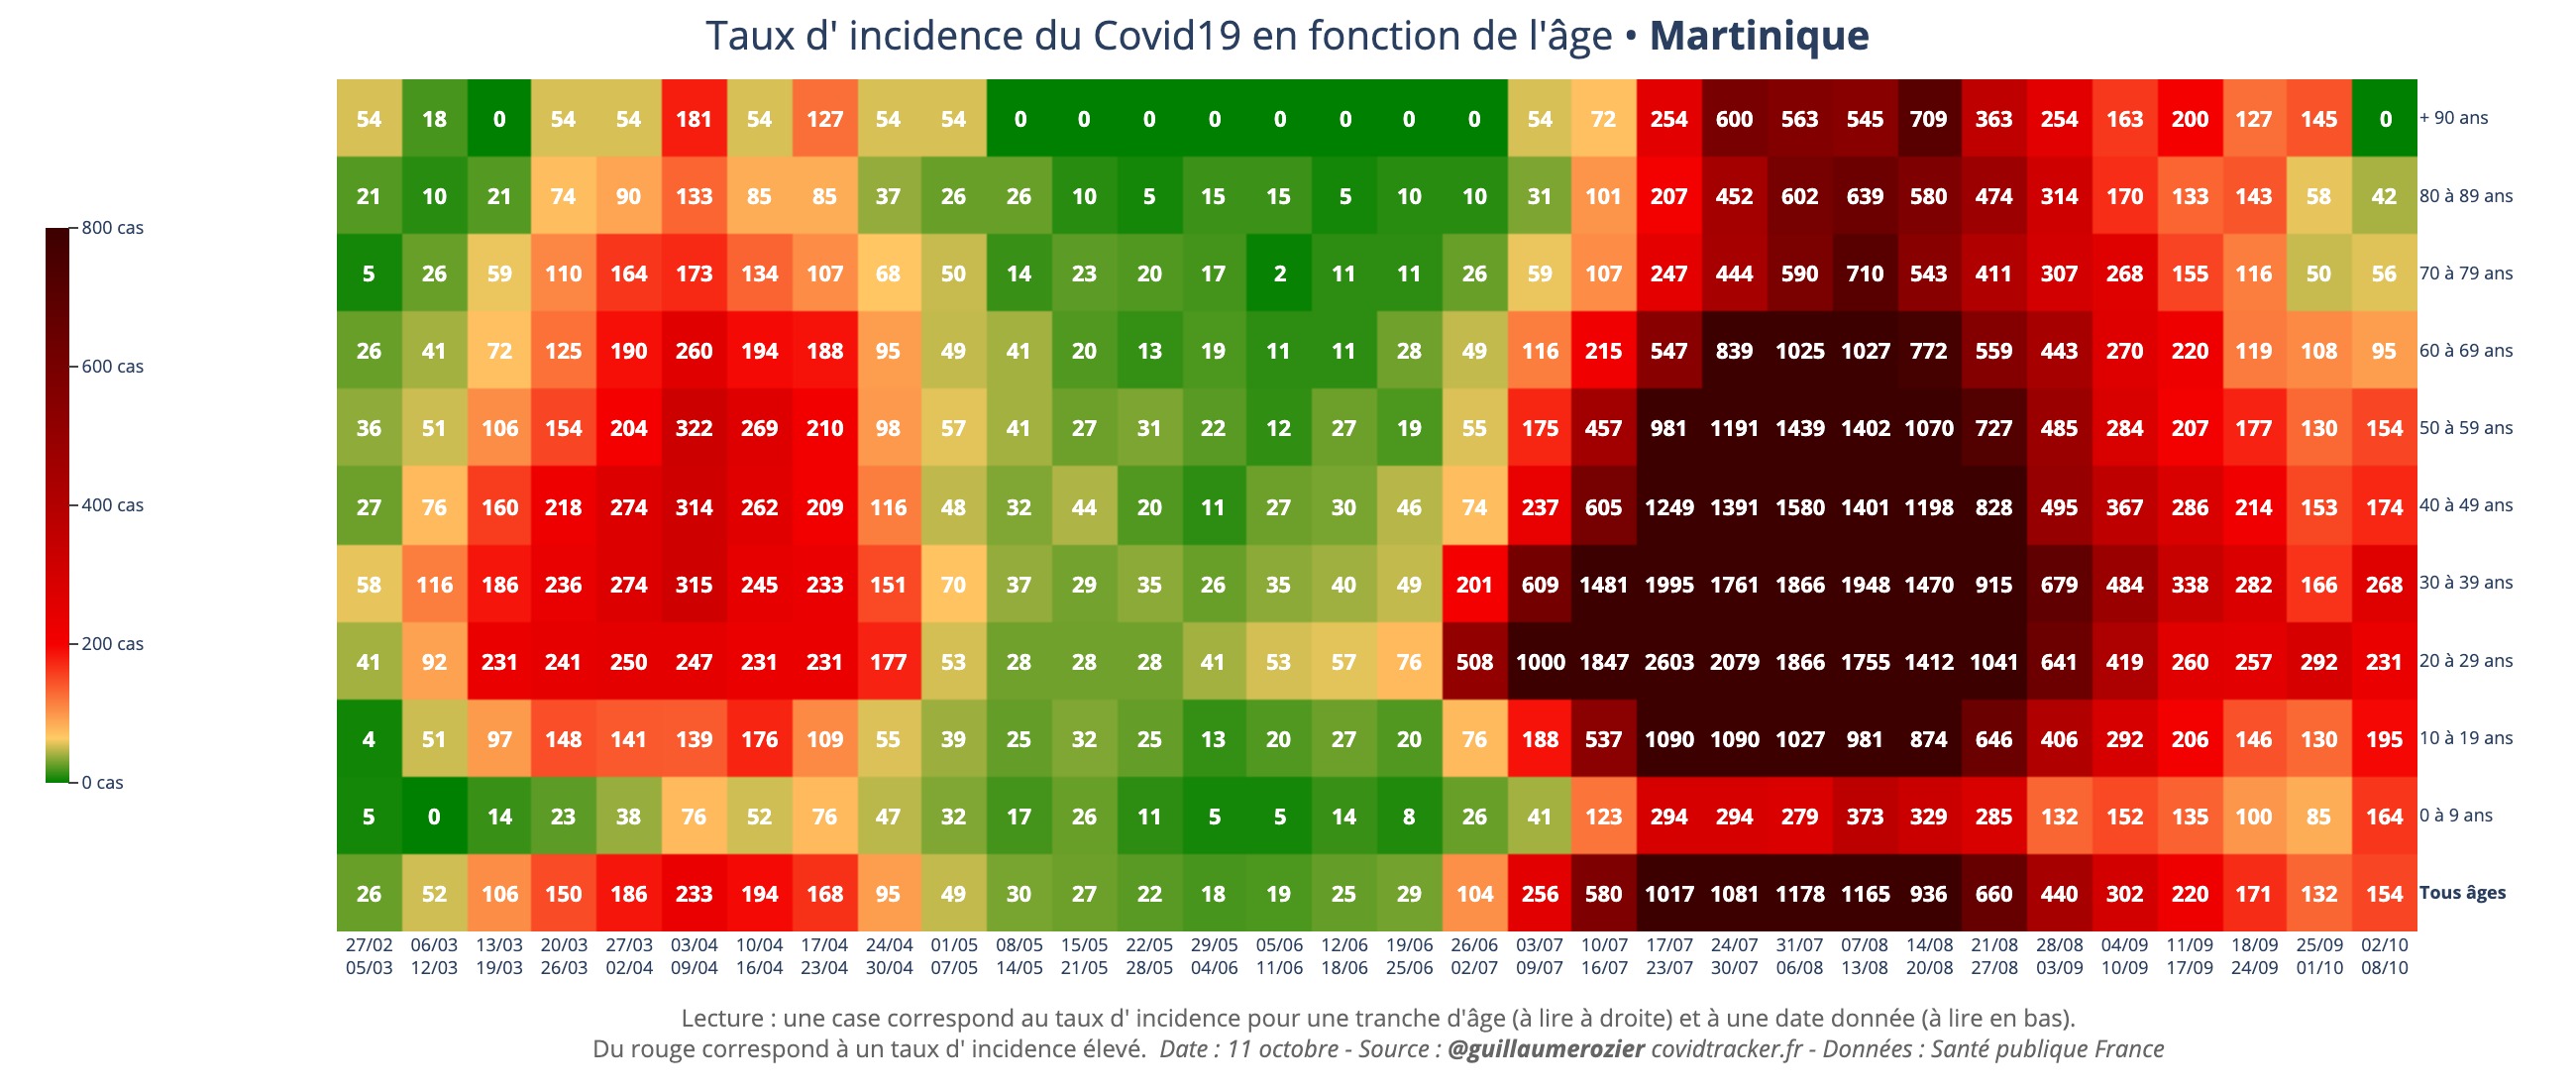 Taux d' incidence du Covid19 en fonction de l'âge • Martinique
54 18 0 54 54 181 54 127 54 54 0 0 0 0 0 0 0 0 54 72 254 600 563 545 709 363 254 163 200 127 145 0 + 90 ans
21 10 21 74 90 133 85 85 37 26 26 10 5 15 15 5 10 10 31 101 207 452 602 639 580 474 314 170 133 143 58 42 80 à 89 ans
800 cas
5 26 59 110 164 173 134 107 68 50 14 23 20 17 2 11 11 26 59 107 247 444 590 710 543 411 307 268 155 116 50 56 70 à 79 ans
26 41 72 125 190 260 194 188 95 49 41 20 13 19 11 11 28 49 116 215 547 839 1025 1027 772 559 443 270 220 119 108 95 60 à 69 ans
600 cas
36 51 106 154 204 322 269 210 98 57 41 27 31 22 12 27 19 55 175 457 981 1191 1439 1402 1070 727 485 284 207 177 130 154 50 à 59 ans
400 cas
27 76 160 218 274 314 262 209 116 48 32 44 20 11 27 30 46 74 237 605 1249 1391 1580 1401 1198 828 495 367 286 214 153 174 40 à 49 ans
58 116 186 236 274 315 245 233 151 70 37 29 35 26 35 40 49 201 609 1481 1995 1761 1866 1948 1470 915 679 484 338 282 166 268 30 à 39 ans
200 cas
41 92 231 241 250 247 231 231 177 53 28 28 28 41 53 57 76 508 1000 1847 2603 2079 1866 1755 1412 1041 641 419 260 257 292 231 20 à 29 ans
4 51 97 148 141 139 176 109 55 39 25 32 25 13 20 27 20 76 188 537 1090 1090 1027 981 874 646 406 292 206 146 130 195 10 à 19 ans
0 cas
5 0 14 23 38 76 52 76 47 32 17 26 11 5 5 14 8 26 41 123 294 294 279 373 329 285 132 152 135 100 85 164 0 à 9 ans
26 52 106 150 186 233 194 168 95 49 30 27 22 18 19 25 29 104 256 580 1017 1081 1178 1165 936 660 440 302 220 171 132 154 Tous âges
27/02 06/03 13/03 20/03 27/03 03/04 10/04 17/04 24/04 01/05 08/05 15/05 22/05 29/05 05/06 12/06 19/06 26/06 03/07 10/07 17/07 24/07 31/07 07/08 14/08 21/08 28/08 04/09 11/09 18/09 25/09 02/10
05/03 12/03 19/03 26/03 02/04 09/04 16/04 23/04 30/04 07/05 14/05 21/05 28/05 04/06 11/06 18/06 25/06 02/07 09/07 16/07 23/07 30/07 06/08 13/08 20/08 27/08 03/09 10/09 17/09 24/09 01/10 08/10
Lecture : une case correspond au taux d' incidence pour une tranche d'âge (à lire à droite) et à une date donnée (à lire en bas).
Du rouge correspond à un taux d' incidence élevé. Date : 11 octobre - Source : @guillaumerozier covidtracker.fr - Données : Santé publique France